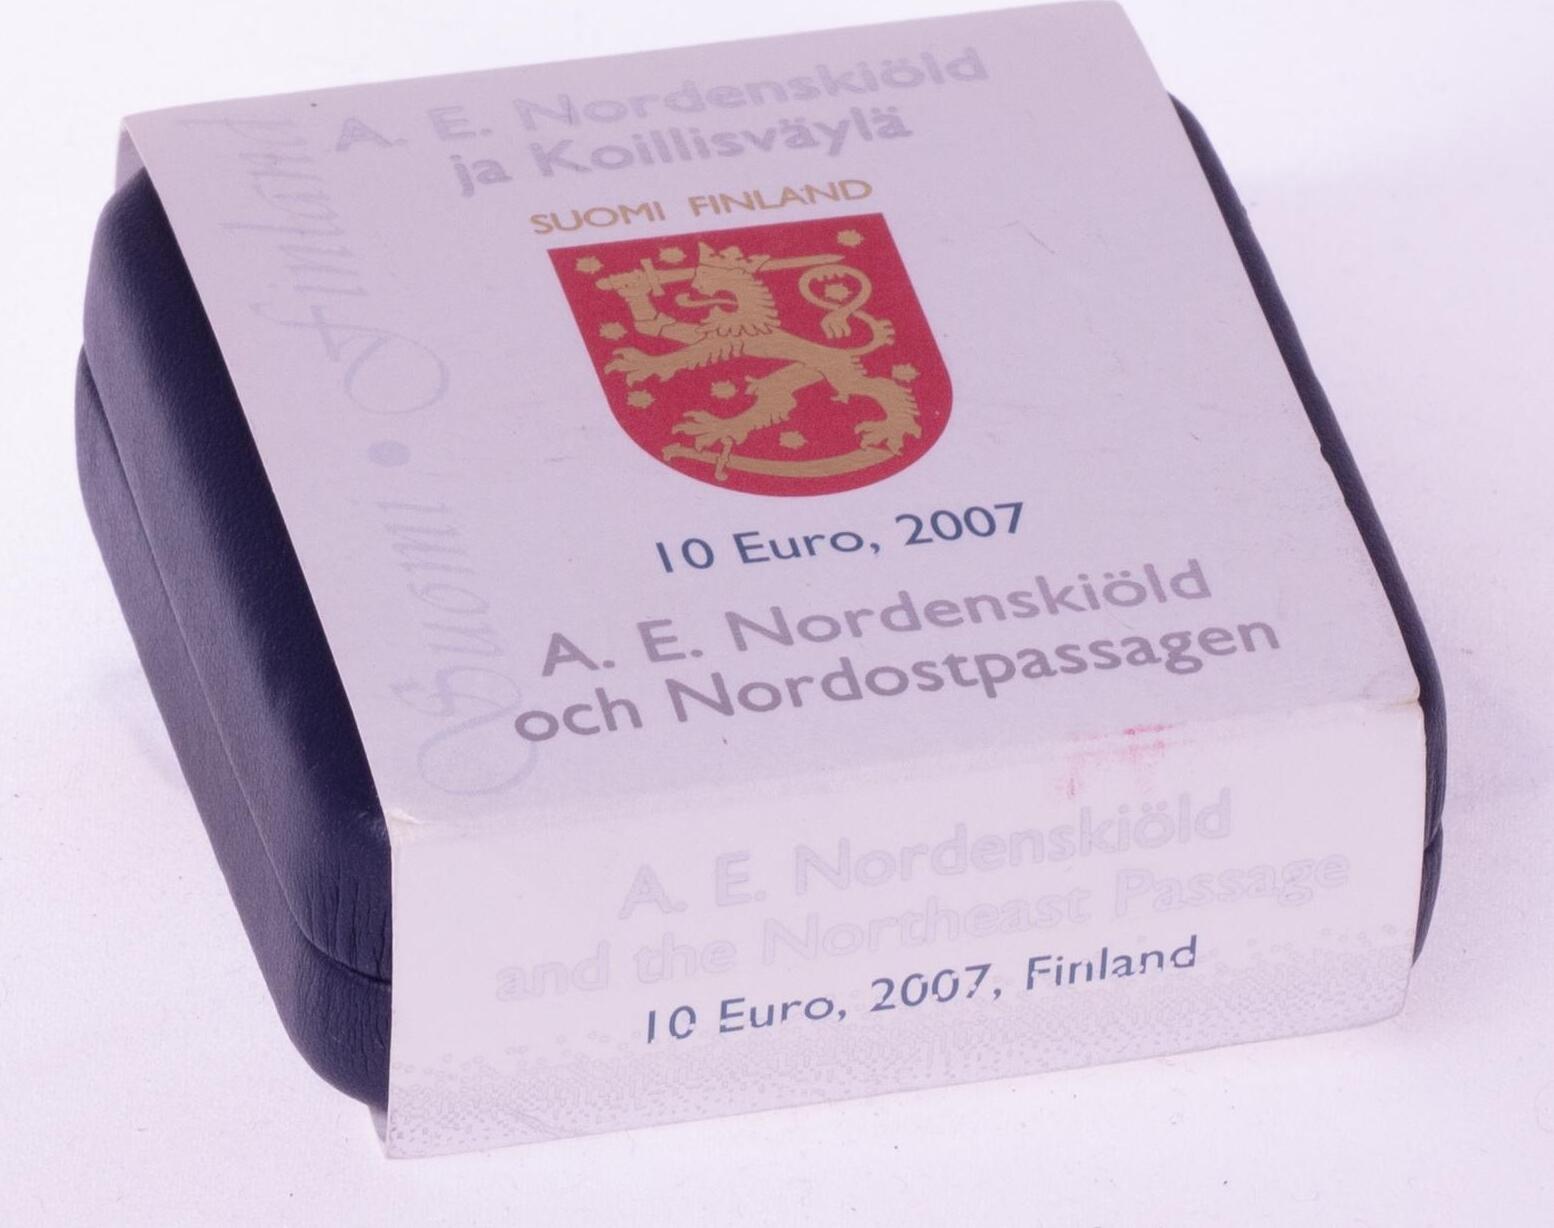 A. E. Nordenskiöld
ja Koillisväylä
SUOMI FINLAND
10 Euro, 2007
A. E. Nordenskiöld
och Nordostpassagen
Suomi • Finland
A. E. Nordenskiöld
and the Northeast Passage
10 Euro, 2007, Finland